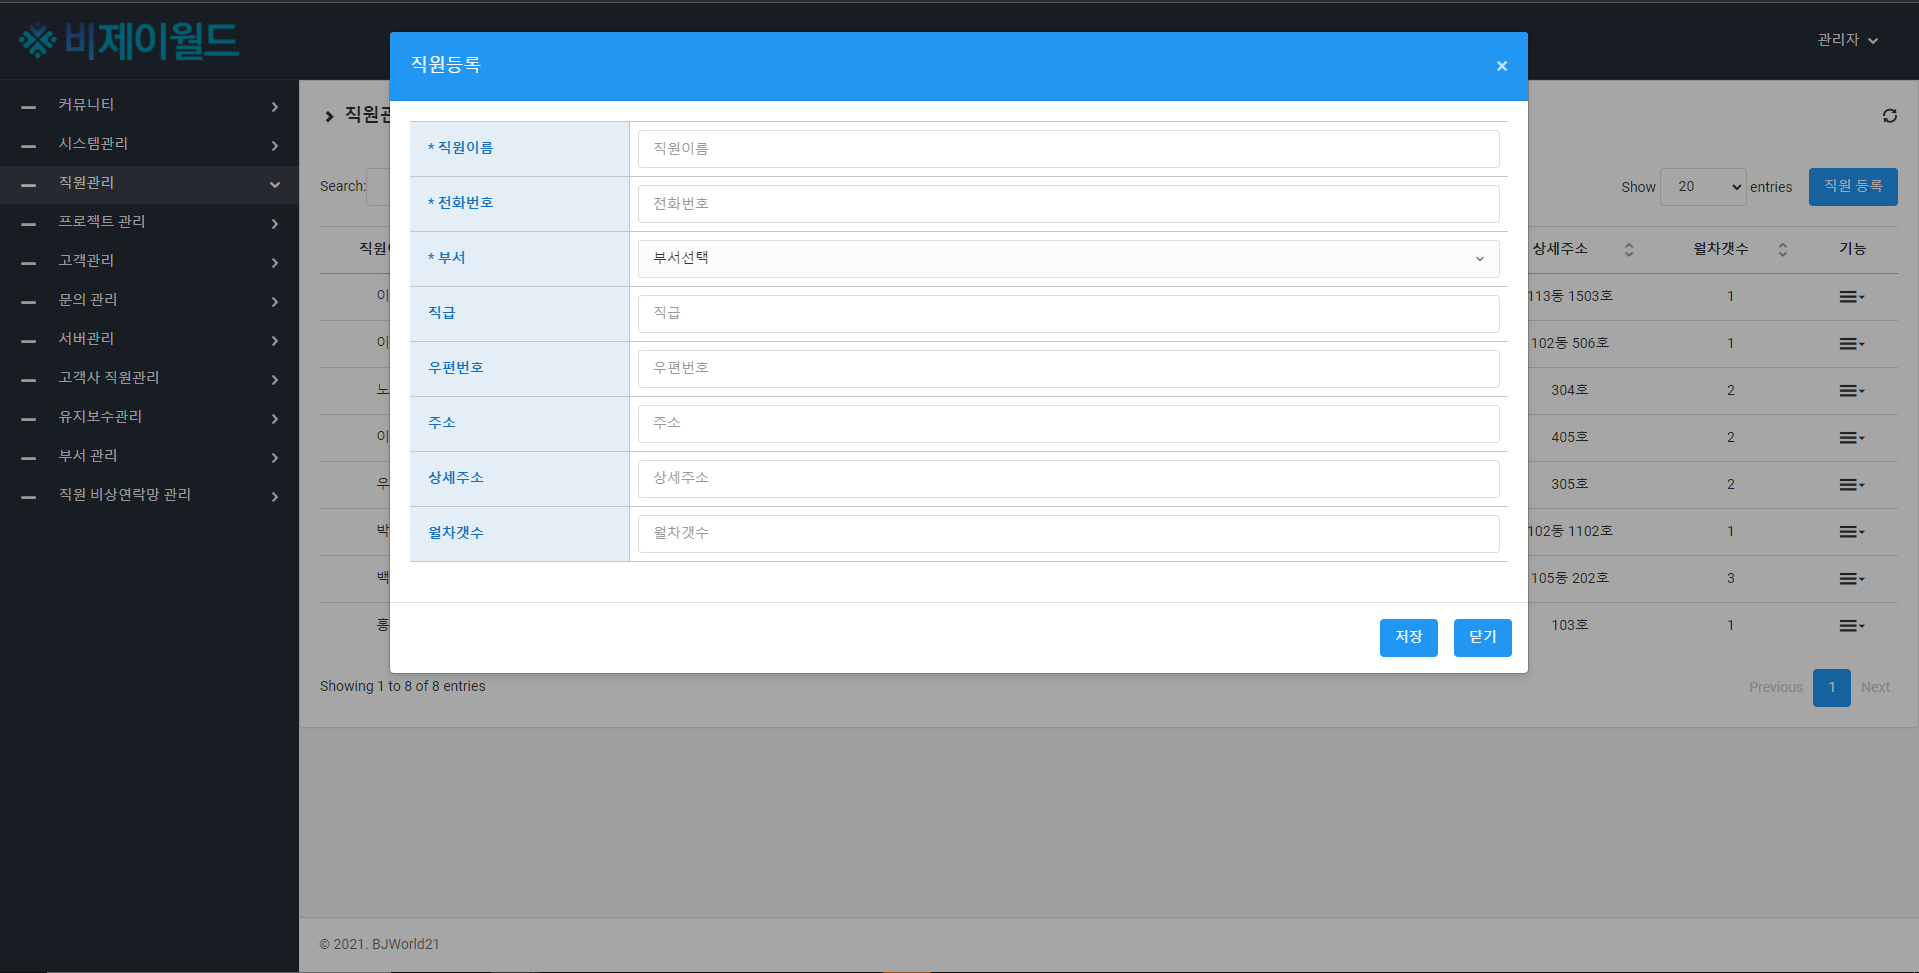 비제이월드
관리자
커뮤니티
시스템관리
직원관리
프로젝트 관리
고객관리
문의 관리
서버관리
고객사 직원관리
유지보수관리
부서 관리
직원 비상연락망 관리
직원등록
×
* 직원이름
직원이름
* 전화번호
전화번호
* 부서
부서선택
직급
직급
우편번호
우편번호
주소
주소
상세주소
상세주소
월차갯수
월차갯수
저장 닫기
Search:
Show 20 entries
직원 등록
상세주소 월차갯수 기능
이 113동 1503호 1
이 102동 506호 1
노 304호 2
이 405호 2
우 305호 2
박 102동 1102호 1
백 105동 202호 3
홍 103호 1
Showing 1 to 8 of 8 entries
Previous 1 Next
© 2021. BJWorld21